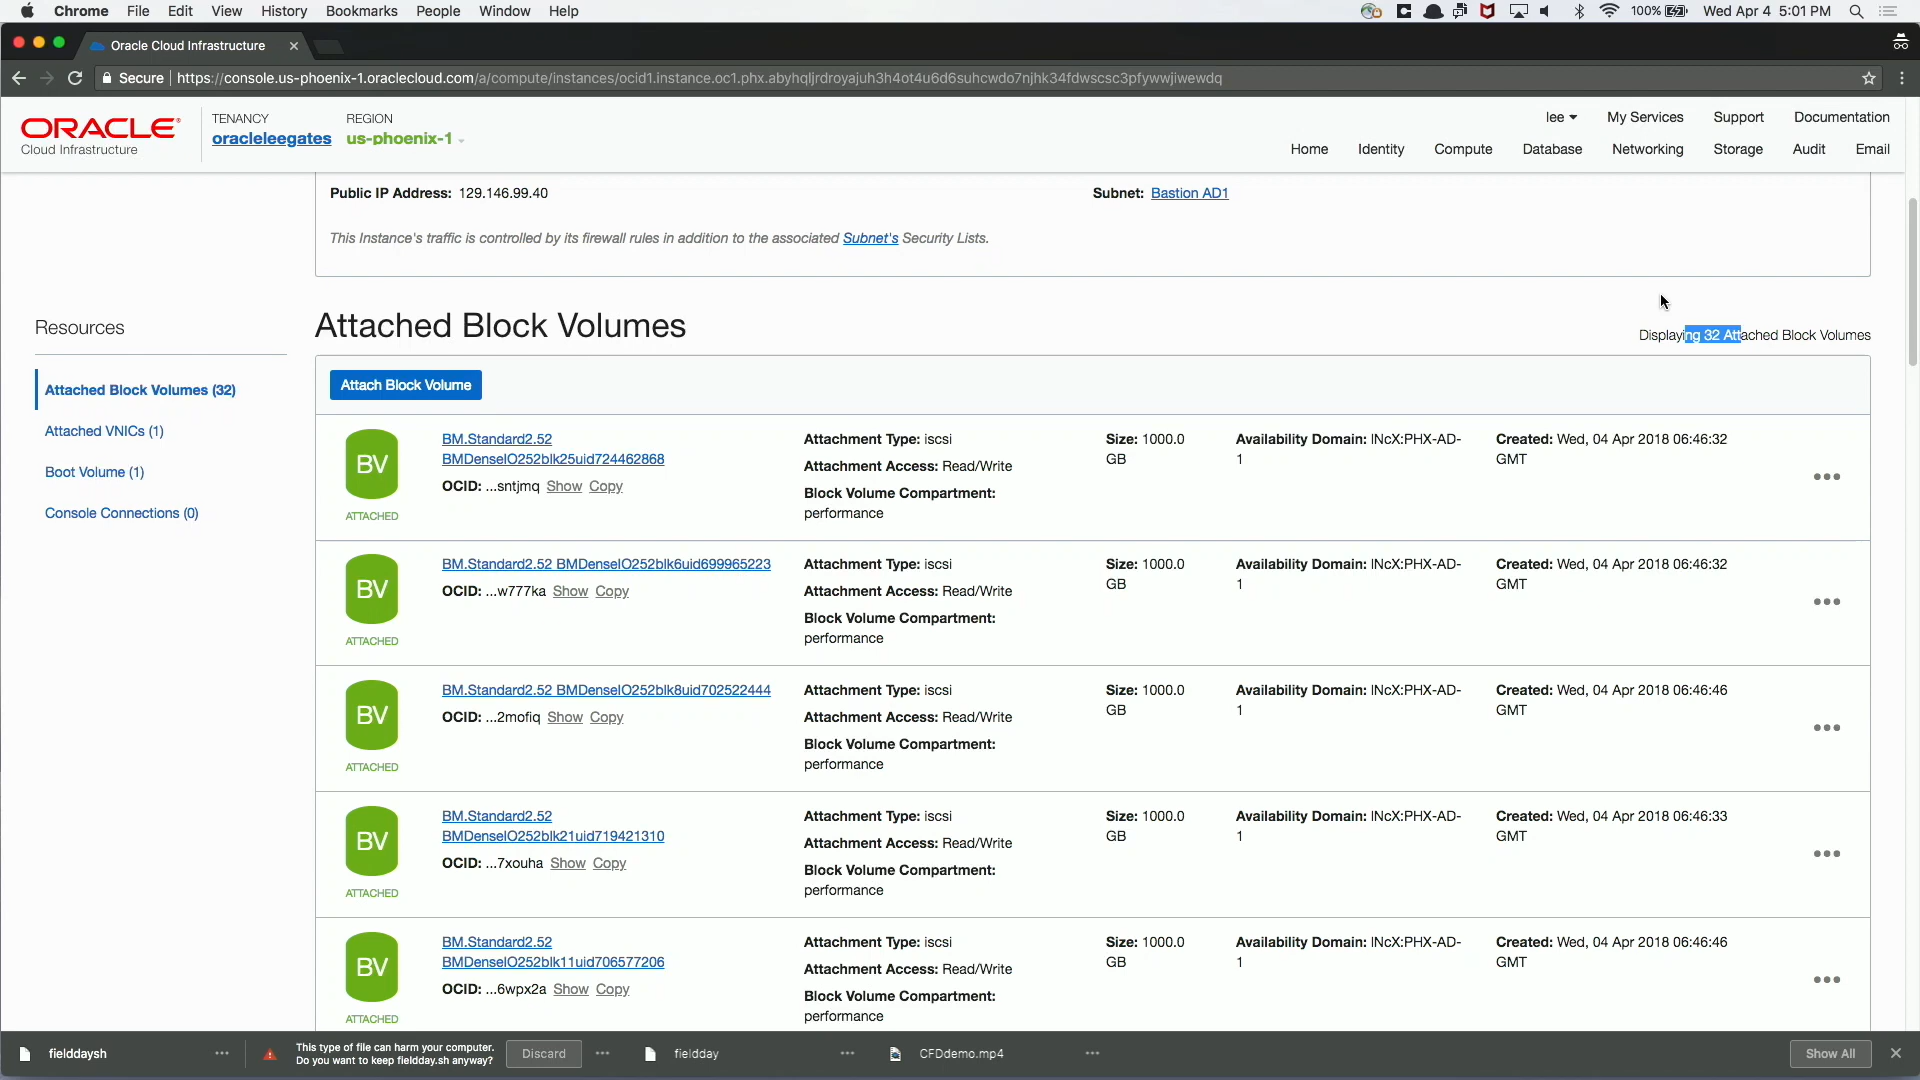 Chrome File Edit View History Bookmarks People Window Help 100% Wed Apr 4 5:01 PM
Oracle Cloud Infrastructure
Secure https://console.us-phoenix-1.oraclecloud.com/a/compute/instances/ocid1.instance.oc1.phx.abyhqljrdroyajuh3h4ot4u6d6suhcwdo7njhk34fdwscsc3pfywwjiwewdq
ORACLE
Cloud Infrastructure
TENANCY
oracleleegates
REGION
us-phoenix-1
lee My Services Support Documentation
Home Identity Compute Database Networking Storage Audit Email
Public IP Address: 129.146.99.40
Subnet: Bastion AD1
This Instance's traffic is controlled by its firewall rules in addition to the associated Subnet's Security Lists.
Resources
Attached Block Volumes (32)
Attached VNICs (1)
Boot Volume (1)
Console Connections (0)
Attached Block Volumes
Displaying 32 Attached Block Volumes
Attach Block Volume
BV
ATTACHED
BM.Standard2.52
BMDenseIO252blk25uid724462868
OCID: ...sntjmq Show Copy
Attachment Type: iscsi
Attachment Access: Read/Write
Block Volume Compartment:
performance
Size: 1000.0
GB
Availability Domain: INcX:PHX-AD-
1
Created: Wed, 04 Apr 2018 06:46:32
GMT
BV
ATTACHED
BM.Standard2.52 BMDenseIO252blk6uid699965223
OCID: ...w777ka Show Copy
Attachment Type: iscsi
Attachment Access: Read/Write
Block Volume Compartment:
performance
Size: 1000.0
GB
Availability Domain: INcX:PHX-AD-
1
Created: Wed, 04 Apr 2018 06:46:32
GMT
BV
ATTACHED
BM.Standard2.52 BMDenseIO252blk8uid702522444
OCID: ...2mofiq Show Copy
Attachment Type: iscsi
Attachment Access: Read/Write
Block Volume Compartment:
performance
Size: 1000.0
GB
Availability Domain: INcX:PHX-AD-
1
Created: Wed, 04 Apr 2018 06:46:46
GMT
BV
ATTACHED
BM.Standard2.52
BMDenseIO252blk21uid719421310
OCID: ...7xouha Show Copy
Attachment Type: iscsi
Attachment Access: Read/Write
Block Volume Compartment:
performance
Size: 1000.0
GB
Availability Domain: INcX:PHX-AD-
1
Created: Wed, 04 Apr 2018 06:46:33
GMT
BV
ATTACHED
BM.Standard2.52
BMDenseIO252blk11uid706577206
OCID: ...6wpx2a Show Copy
Attachment Type: iscsi
Attachment Access: Read/Write
Block Volume Compartment:
performance
Size: 1000.0
GB
Availability Domain: INcX:PHX-AD-
1
Created: Wed, 04 Apr 2018 06:46:46
GMT
fielddaysh
This type of file can harm your computer.
Do you want to keep fieldday.sh anyway?
Discard
fieldday
CFDdemo.mp4
Show All